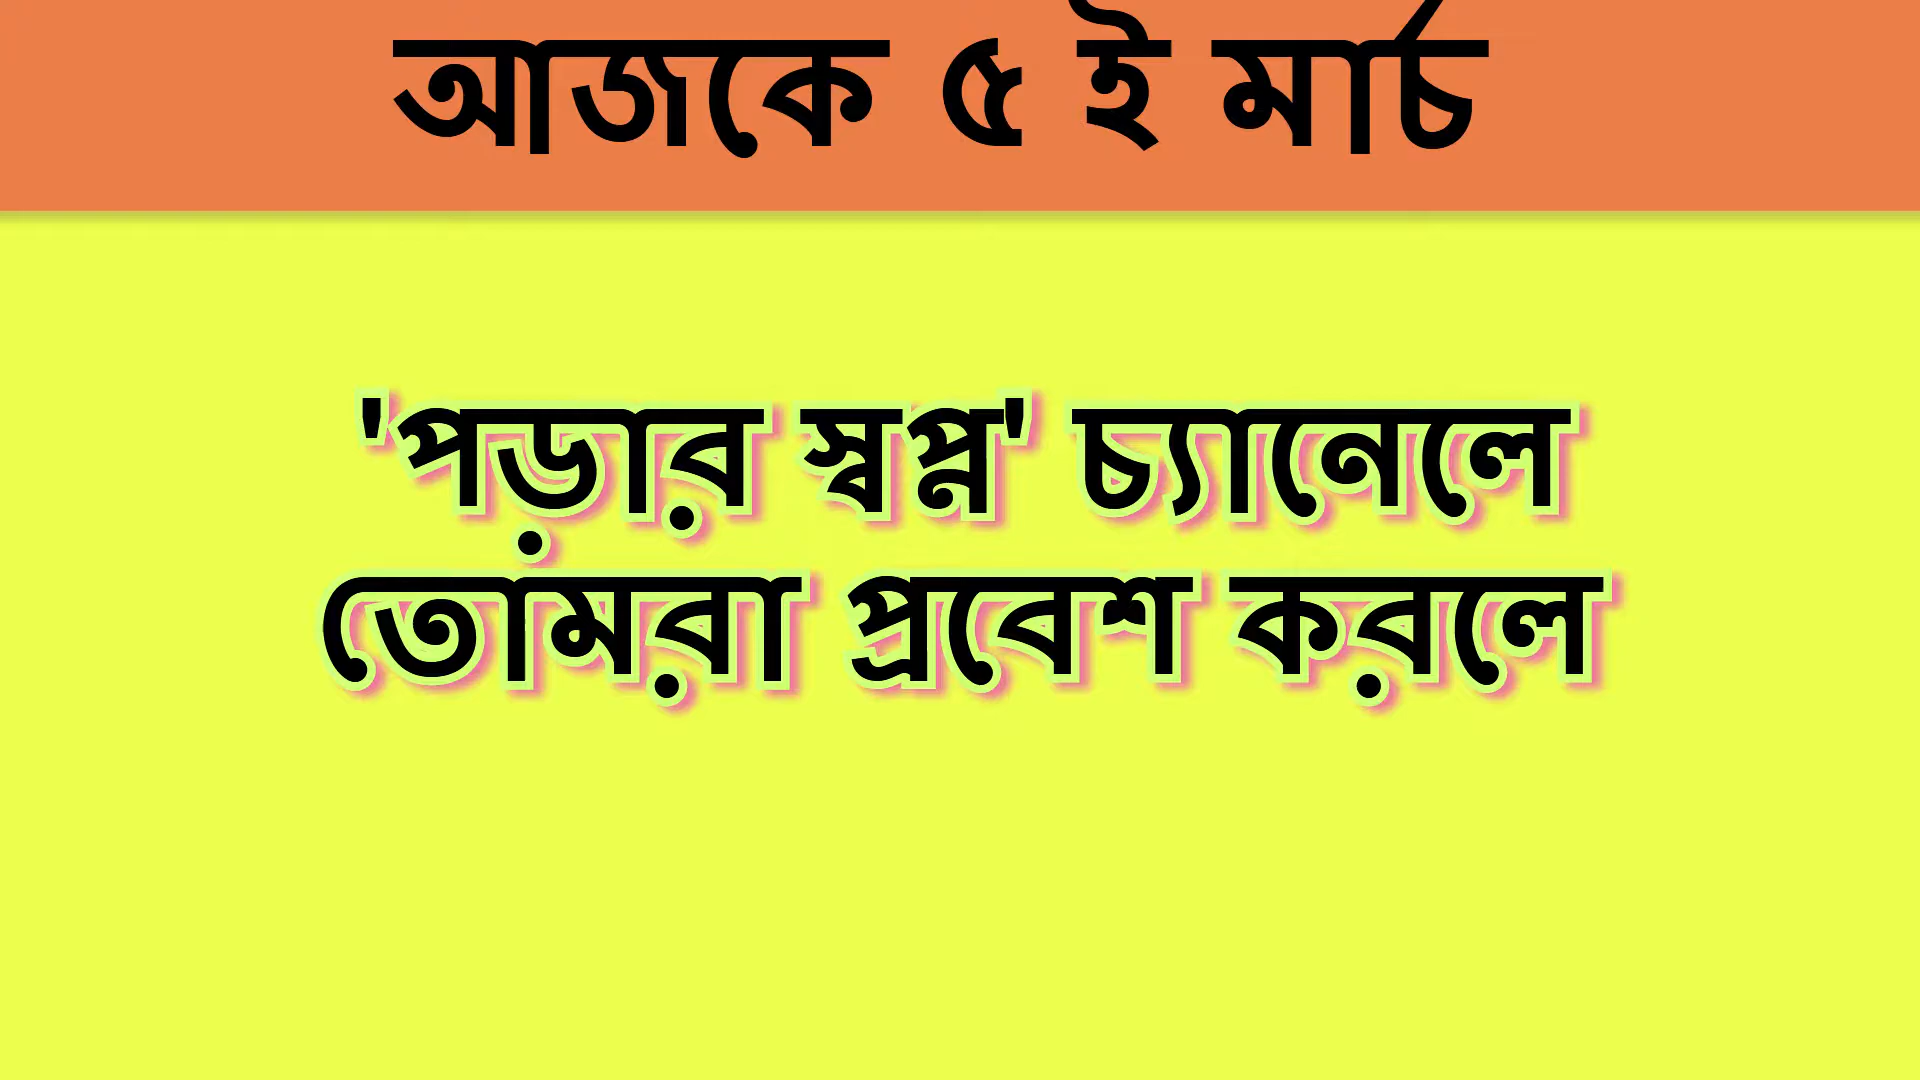 আজকে ৫ ই মার্চ
'পড়ার স্বপ্ন' চ্যানেলে
তোমরা প্রবেশ করলে